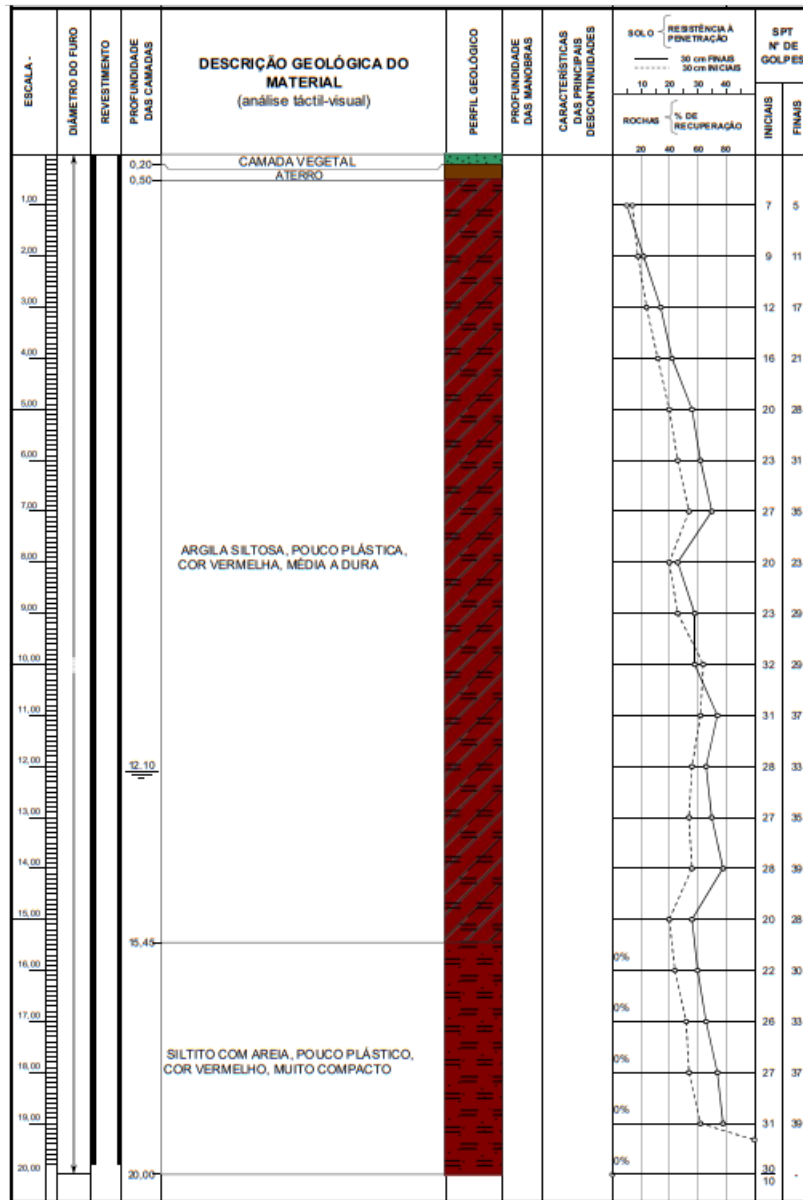 ESCALA -
DIÂMETRO DO FURO
REVESTIMENTO
PROFUNDIDADE
DAS CAMADAS
DESCRIÇÃO GEOLÓGICA DO
MATERIAL
(análise táctil-visual)
PERFIL GEOLÓGICO
PROFUNDIDADE
DAS MANOBRAS
CARACTERÍSTICAS
DAS PRINCIPAIS
DESCONTINUIDADES
SOLO
RESISTÊNCIA À
PENETRAÇÃO
30 cm FINAIS
30 cm INICIAIS
10 20 30 40
ROCHAS
% DE
RECUPERAÇÃO
20 40 60 80
SPT
N° DE
GOLPES
INICIAIS
FINAIS
0,20
CAMADA VEGETAL
ATERRO
0,50
1,00 7 5
2,00 9 11
3,00 12 17
4,00 16 21
5,00 20 28
6,00 23 31
7,00 27 35
ARGILA SILTOSA, POUCO PLÁSTICA,
COR VERMELHA, MÉDIA A DURA
8,00 20 23
9,00 23 29
10,00 32 29
11,00 31 37
12,00 12.10 28 33
13,00 27 35
14,00 28 39
15,00 20 28
15,45
16,00 0% 22 30
17,00 0% 26 33
SILTITO COM AREIA, POUCO PLÁSTICO,
COR VERMELHO, MUITO COMPACTO
18,00 0% 27 37
19,00 0% 31 39
20,00 20,00 0% 30 -
10